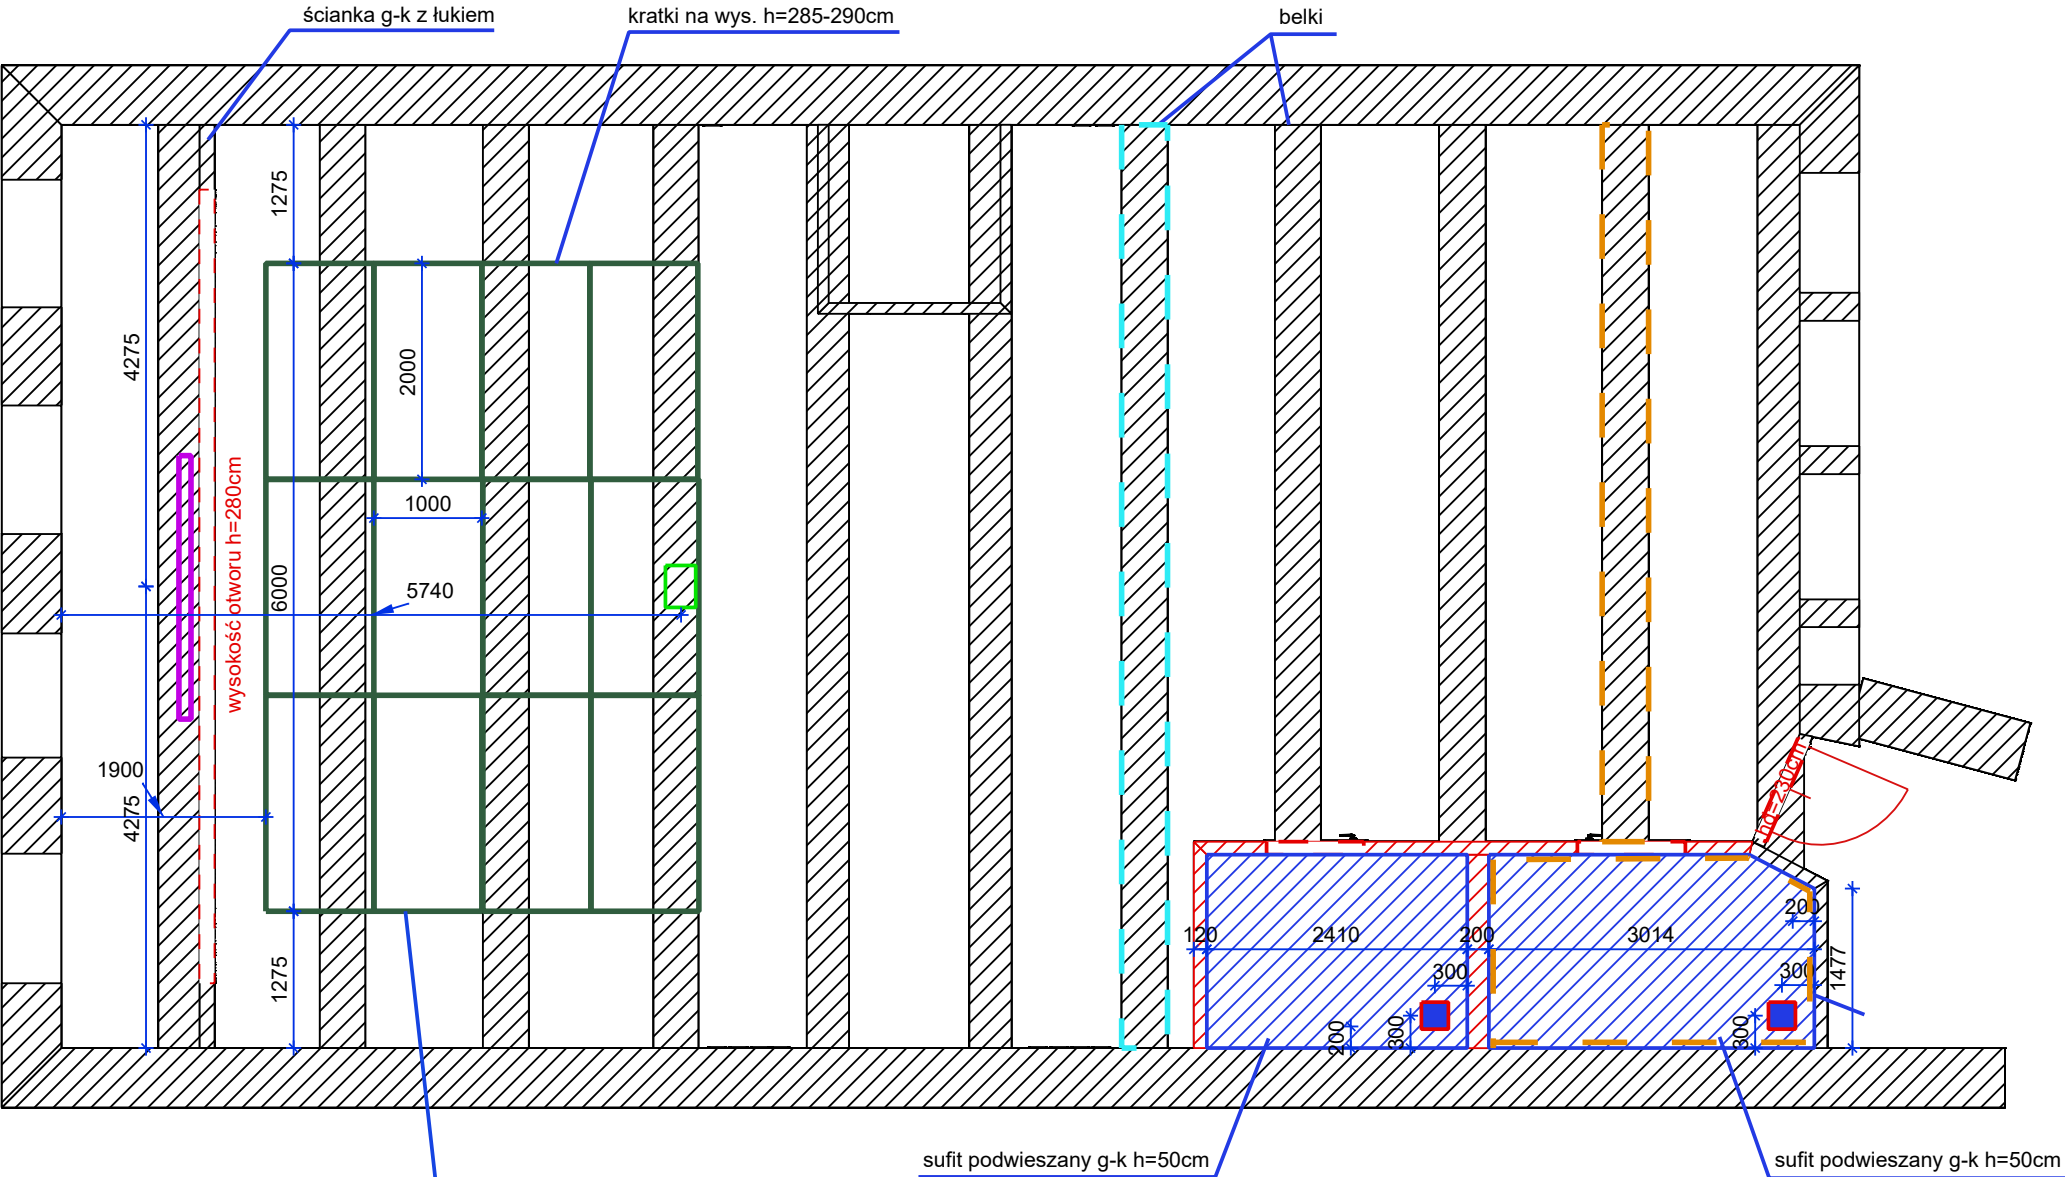 ścianka g-k z łukiem
kratki na wys. h=285-290cm
belki
1275
4275
2000
wysokość otworu h=280cm
1000
6000
5740
1900
4275
hd=230cm
1275
120
2410
200
3014
200
1477
300
300
200
300
300
sufit podwieszany g-k h=50cm
sufit podwieszany g-k h=50cm